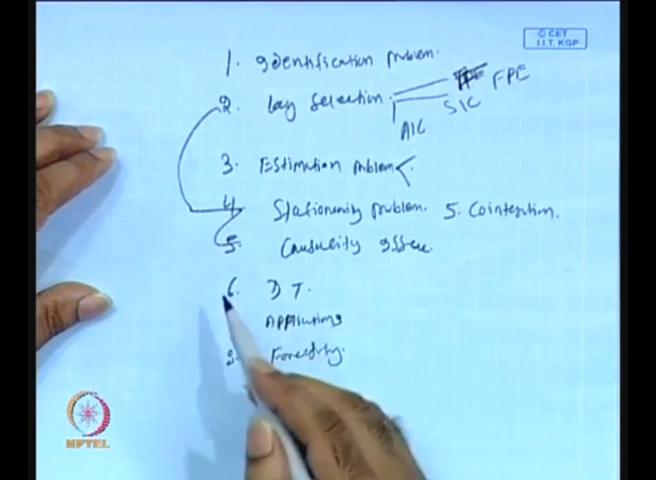 © CET
I.I.T. KGP
1. Identification problem.
2. Lag selection. FPE
SIC
AIC
3. Estimation problem
4. Stationarity problem. 5. Cointegration.
5. Causality issue
6. D T.
Applications
8. Forecasting.
NPTEL